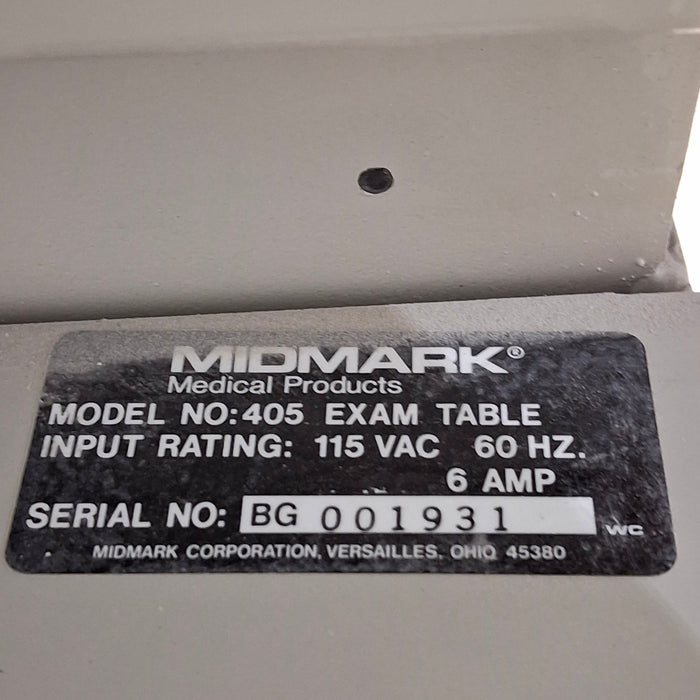 MIDMARK®
Medical Products
MODEL NO: 405 EXAM TABLE
INPUT RATING: 115 VAC 60 HZ.
6 AMP
SERIAL NO: BG 001931
WC
MIDMARK CORPORATION, VERSAILLES, OHIO 45380